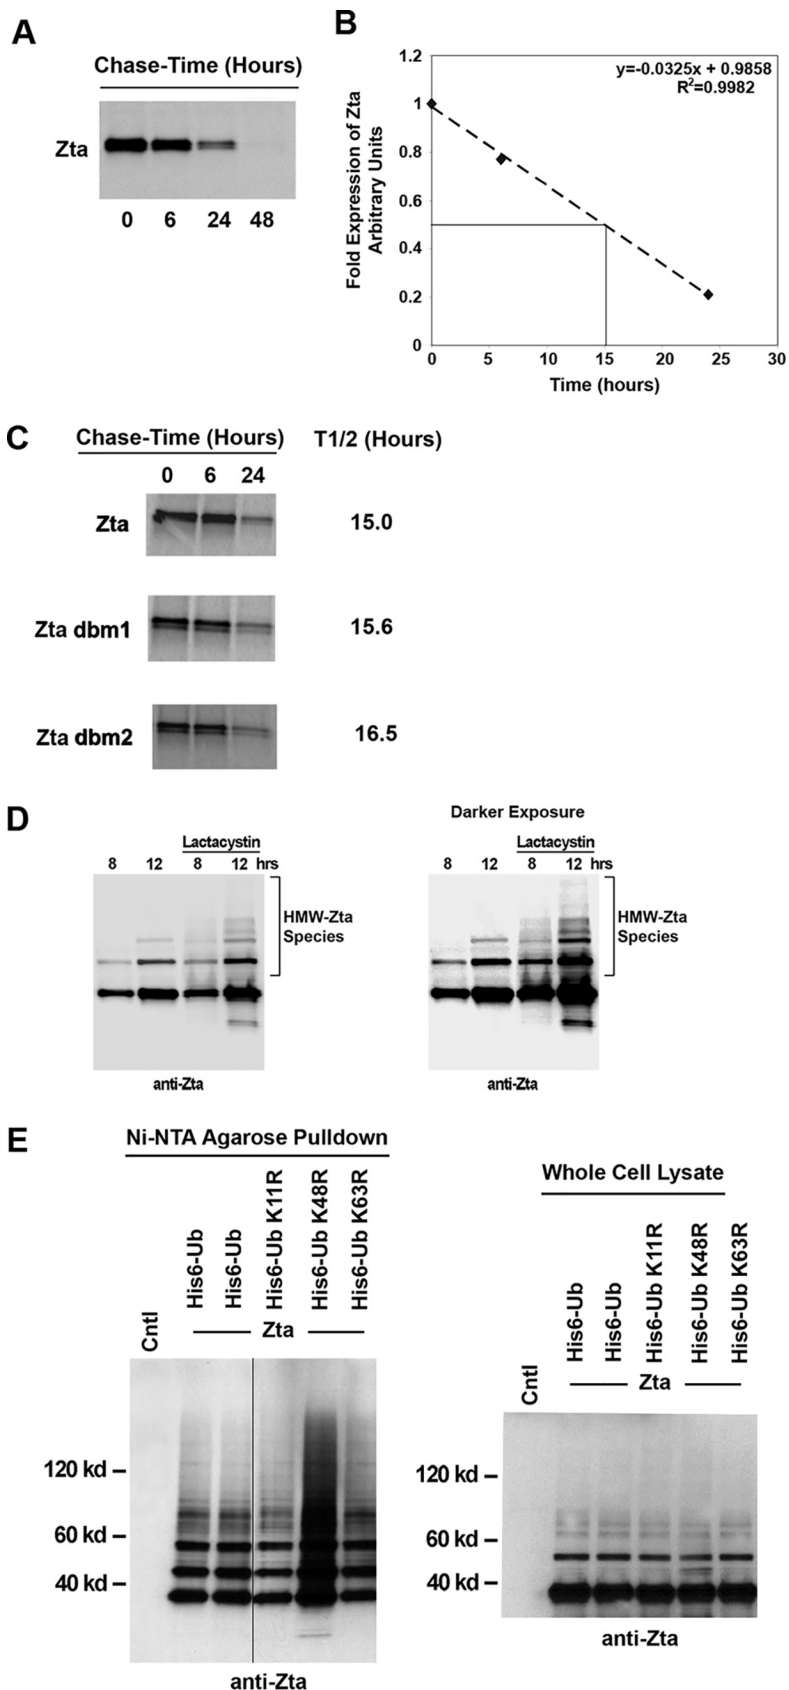 A
Chase-Time (Hours)
Zta
0 6 24 48
B
y=-0.0325x + 0.9858
R²=0.9982
Fold Expression of Zta
Arbitrary Units
1.2
1
0.8
0.6
0.4
0.2
0
0 5 10 15 20 25 30
Time (hours)
C
Chase-Time (Hours) T1/2 (Hours)
0 6 24
Zta 15.0
Zta dbm1 15.6
Zta dbm2 16.5
D
Lactacystin
8 12 8 12 hrs
HMW-Zta
Species
anti-Zta
Darker Exposure
Lactacystin
8 12 8 12 hrs
HMW-Zta
Species
anti-Zta
E
Ni-NTA Agarose Pulldown
Cntl
His6-Ub
His6-Ub
His6-Ub K11R
His6-Ub K48R
His6-Ub K63R
Zta
120 kd
60 kd
40 kd
anti-Zta
Whole Cell Lysate
Cntl
His6-Ub
His6-Ub
His6-Ub K11R
His6-Ub K48R
His6-Ub K63R
Zta
120 kd
60 kd
40 kd
anti-Zta